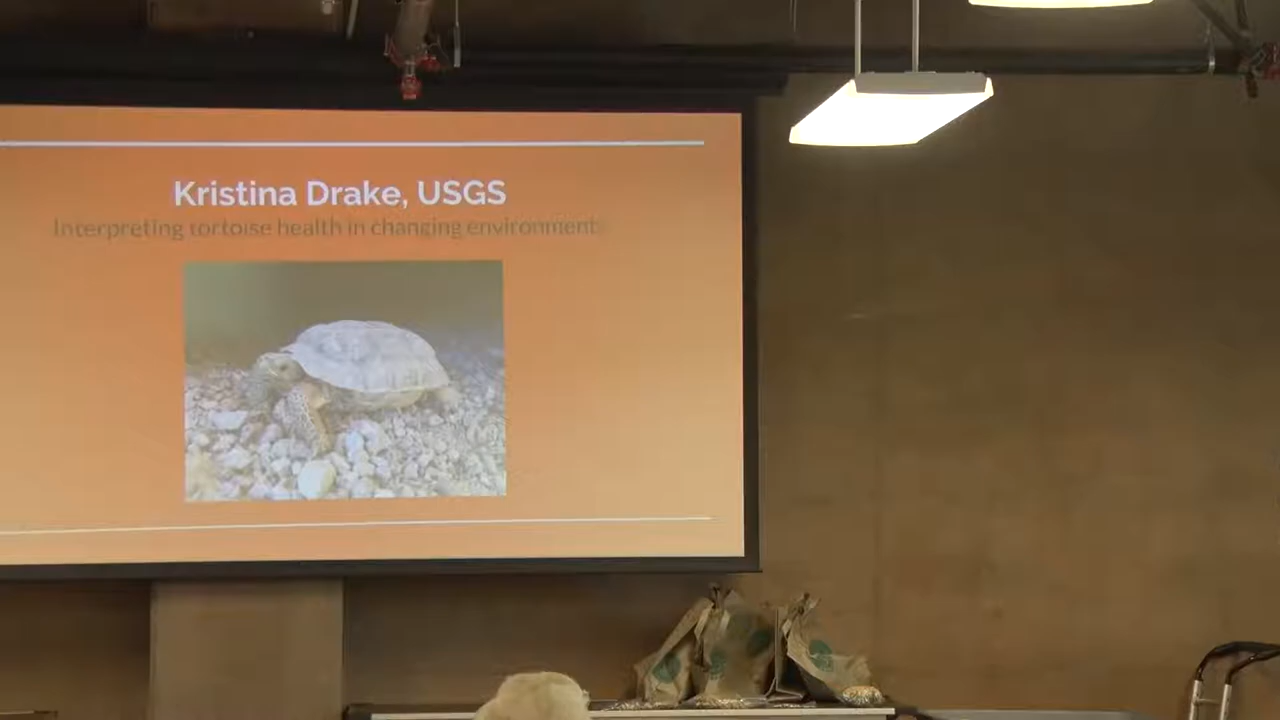 Kristina Drake, USGS
Interpreting tortoise health in changing environments